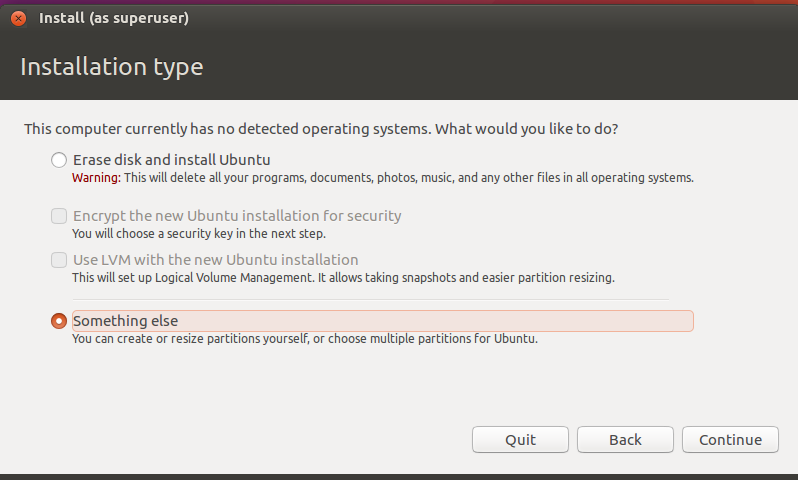 Install (as superuser)
Installation type
This computer currently has no detected operating systems. What would you like to do?
Erase disk and install Ubuntu
Warning: This will delete all your programs, documents, photos, music, and any other files in all operating systems.
Encrypt the new Ubuntu installation for security
You will choose a security key in the next step.
Use LVM with the new Ubuntu installation
This will set up Logical Volume Management. It allows taking snapshots and easier partition resizing.
Something else
You can create or resize partitions yourself, or choose multiple partitions for Ubuntu.
Quit
Back
Continue